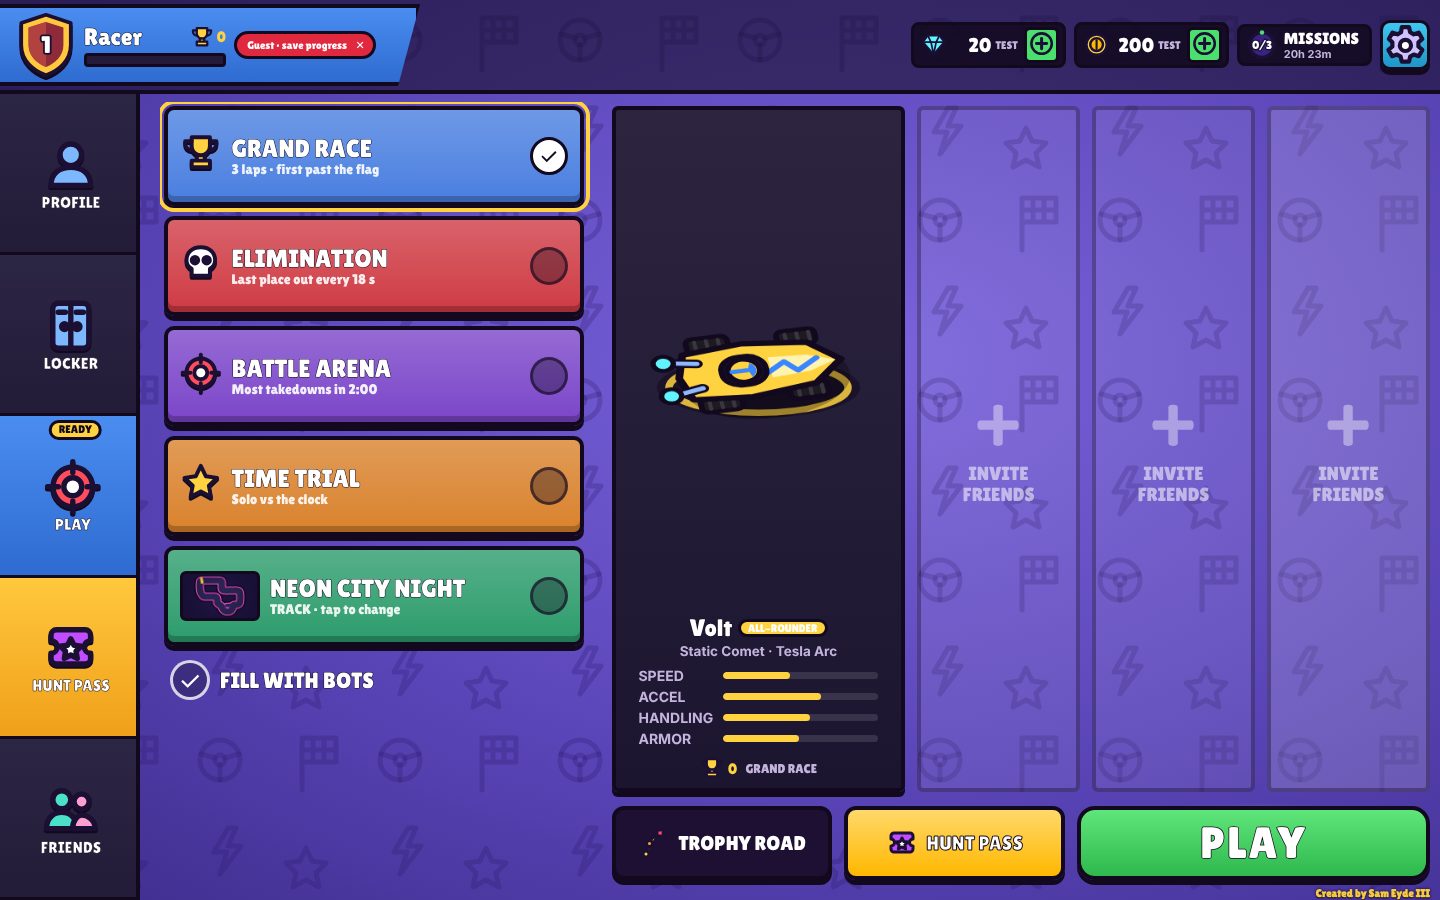 1
Racer
0
Guest · save progress ×
20 TEST
200 TEST
0/3
MISSIONS
20h 23m
PROFILE
LOCKER
READY
PLAY
HUNT PASS
FRIENDS
GRAND RACE
3 laps · first past the flag
ELIMINATION
Last place out every 18 s
BATTLE ARENA
Most takedowns in 2:00
TIME TRIAL
Solo vs the clock
NEON CITY NIGHT
TRACK · tap to change
FILL WITH BOTS
Volt ALL-ROUNDER
Static Comet · Tesla Arc
SPEED
ACCEL
HANDLING
ARMOR
0 GRAND RACE
INVITE
FRIENDS
INVITE
FRIENDS
INVITE
FRIENDS
TROPHY ROAD
HUNT PASS
PLAY
Created by Sam Eyde III